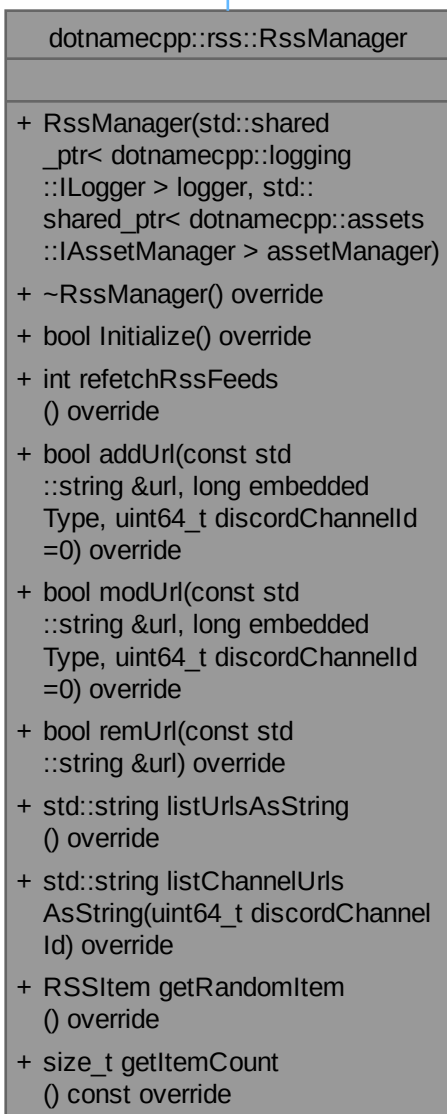 dotnamecpp::rss::RssManager
+ RssManager(std::shared
_ptr< dotnamecpp::logging
::ILogger > logger, std::
shared_ptr< dotnamecpp::assets
::IAssetManager > assetManager)
+ ~RssManager() override
+ bool Initialize() override
+ int refetchRssFeeds
() override
+ bool addUrl(const std
::string &url, long embedded
Type, uint64_t discordChannelId
=0) override
+ bool modUrl(const std
::string &url, long embedded
Type, uint64_t discordChannelId
=0) override
+ bool remUrl(const std
::string &url) override
+ std::string listUrlsAsString
() override
+ std::string listChannelUrls
AsString(uint64_t discordChannel
Id) override
+ RSSItem getRandomItem
() override
+ size_t getItemCount
() const override